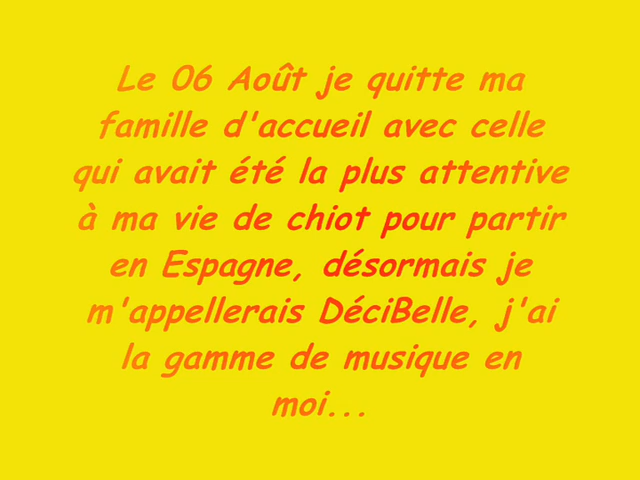 Le 06 Août je quitte ma
famille d'accueil avec celle
qui avait été la plus attentive
à ma vie de chiot pour partir
en Espagne, désormais je
m'appellerais DéciBelle, j'ai
la gamme de musique en
moi...